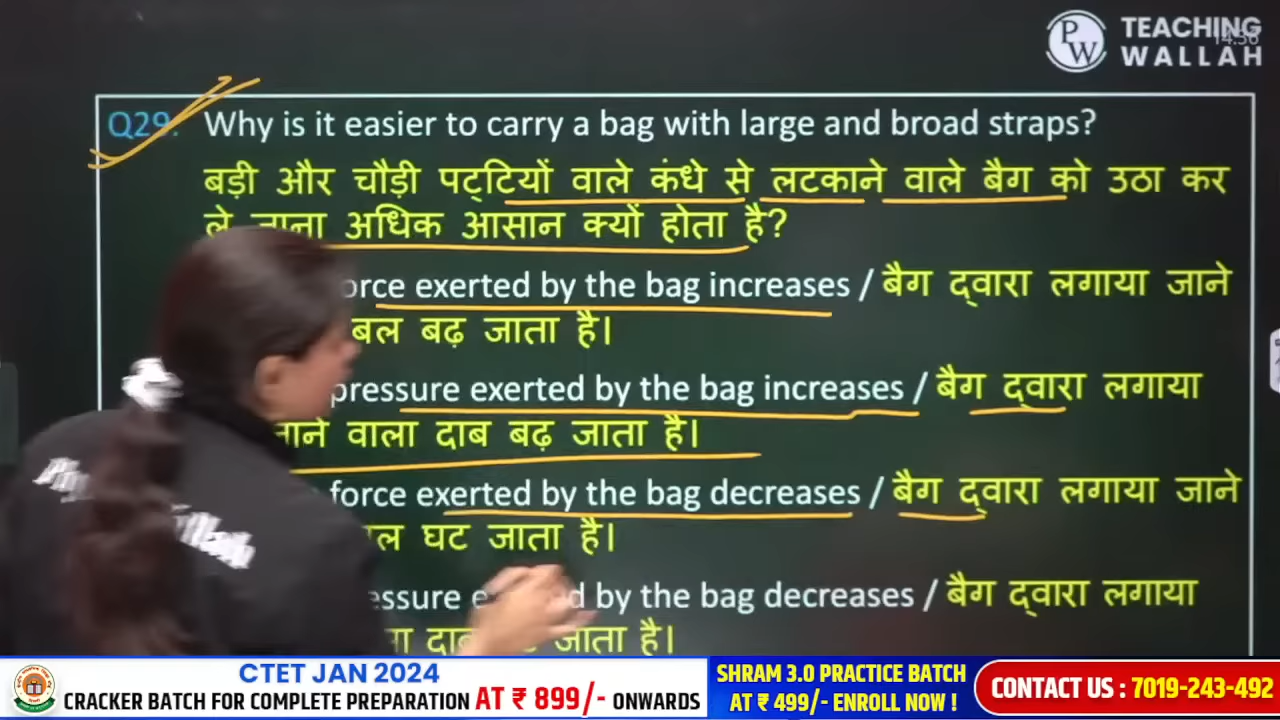 TEACHING
WALLAH
PW
14:36
Q29. Why is it easier to carry a bag with large and broad straps?
बड़ी और चौड़ी पट्टियों वाले कंधे से लटकाने वाले बैग को उठा कर
ले जाना अधिक आसान क्यों होता है?
exerted by the bag increases / बैग द्वारा लगाया जाने
बल बढ़ जाता है।
pressure exerted by the bag increases / बैग द्वारा लगाया
जाने वाला दाब बढ़ जाता है।
force exerted by the bag decreases / बैग द्वारा लगाया जाने
घट जाता है।
by the bag decreases / बैग द्वारा लगाया
जाता है।
CTET JAN 2024
CRACKER BATCH FOR COMPLETE PREPARATION AT ₹ 899/- ONWARDS
SHRAM 3.0 PRACTICE BATCH
AT ₹ 499/- ENROLL NOW !
CONTACT US : 7019-243-492